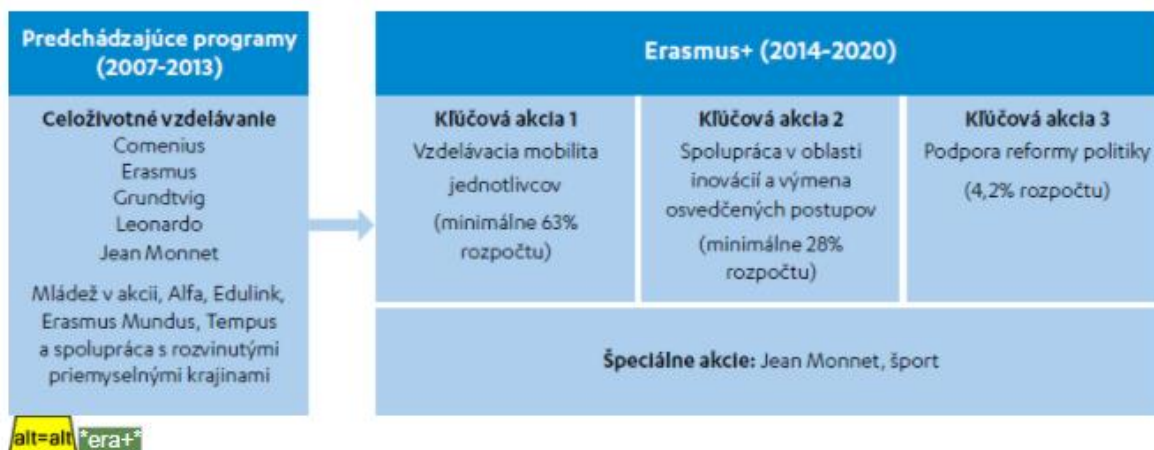 Predchádzajúce programy
(2007-2013)
Celoživotné vzdelávanie
Comenius
Erasmus
Grundtvig
Leonardo
Jean Monnet
Mládež v akcii, Alfa, Edulink,
Erasmus Mundus, Tempus
a spolupráca s rozvinutými
priemyselnými krajinami
Erasmus+ (2014-2020)
Kľúčová akcia 1
Vzdelávacia mobilita
jednotlivcov
(minimálne 63%
rozpočtu)
Kľúčová akcia 2
Spolupráca v oblasti
inovácií a výmena
osvedčených postupov
(minimálne 28%
rozpočtu)
Kľúčová akcia 3
Podpora reformy politiky
(4,2% rozpočtu)
Špeciálne akcie: Jean Monnet, šport
alt=alt *era+*